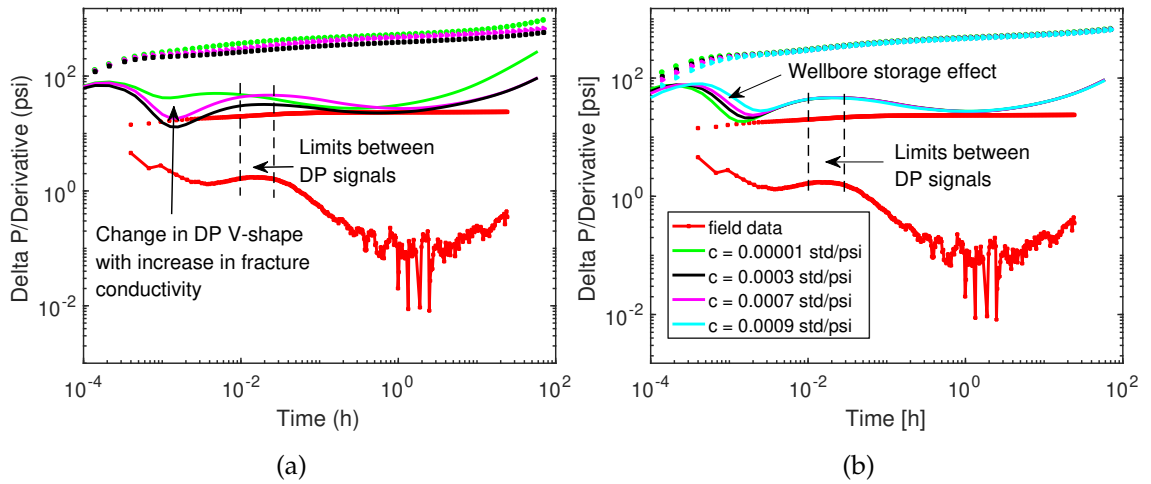 Delta P/Derivative (psi)
10^2
10^0
10^-2
Limits between
DP signals
Change in DP V-shape
with increase in fracture
conductivity
10^-4
10^-2
10^0
10^2
Time (h)
(a)
Delta P/Derivative [psi]
10^2
10^0
10^-2
Wellbore storage effect
Limits between
DP signals
field data
c = 0.00001 std/psi
c = 0.0003 std/psi
c = 0.0007 std/psi
c = 0.0009 std/psi
10^-4
10^-2
10^0
10^2
Time [h]
(b)